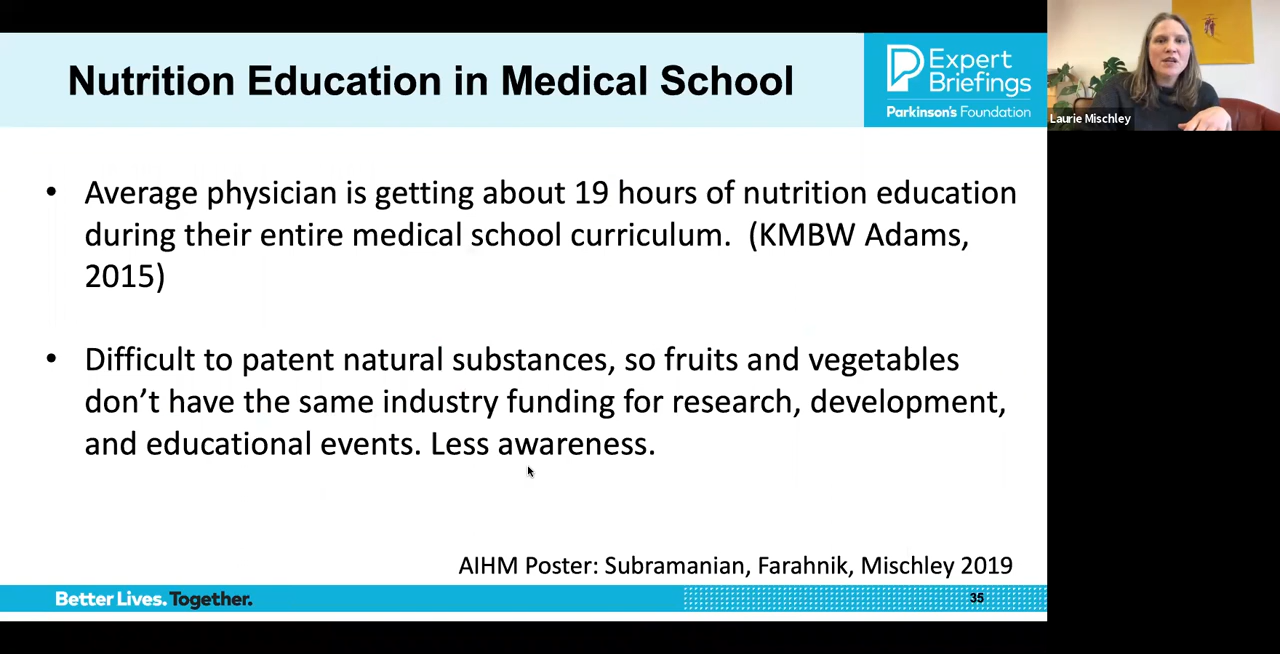 Nutrition Education in Medical School
Expert
Briefings
Parkinson's Foundation
Laurie Mischley
• Average physician is getting about 19 hours of nutrition education
during their entire medical school curriculum. (KMBW Adams,
2015)
• Difficult to patent natural substances, so fruits and vegetables
don’t have the same industry funding for research, development,
and educational events. Less awareness.
AIHM Poster: Subramanian, Farahnik, Mischley 2019
Better Lives. Together.
35